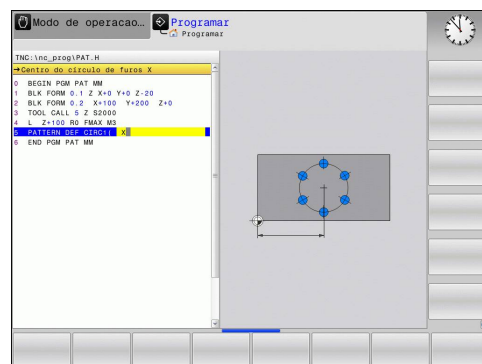 Modo de operacao...
Programar
Programar
TNC:\nc_prog\PAT.H
→Centro do circulo de furos X
0 BEGIN PGM PAT MM
1 BLK FORM 0.1 Z X+0 Y+0 Z-20
2 BLK FORM 0.2 X+100 Y+200 Z+0
3 TOOL CALL 5 Z S2000
4 L Z+100 R0 FMAX M3
5 PATTERN DEF CIRC1( X
6 END PGM PAT MM